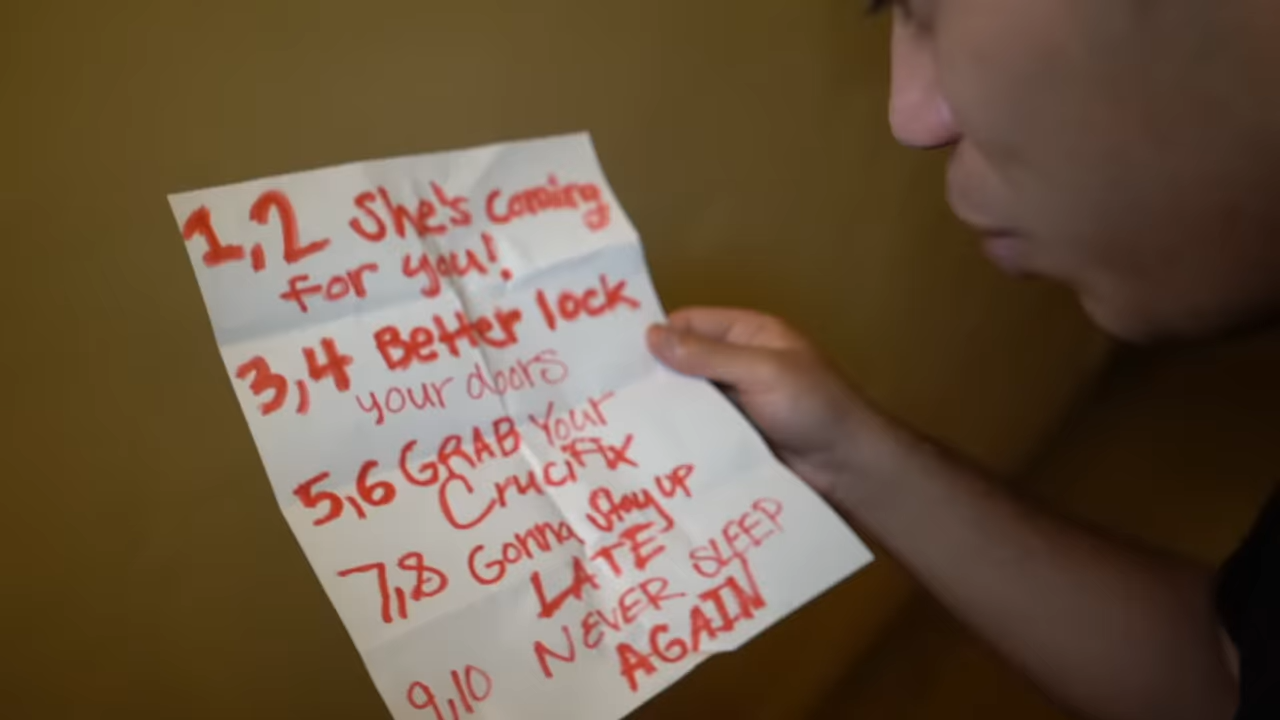 1,2 She's coming
for you!
3,4 Better lock
your doors
5,6 GRAB Your
Crucifix
7,8 Gonna stay up
LATE
9,10 NEVER SLEEP
AGAIN